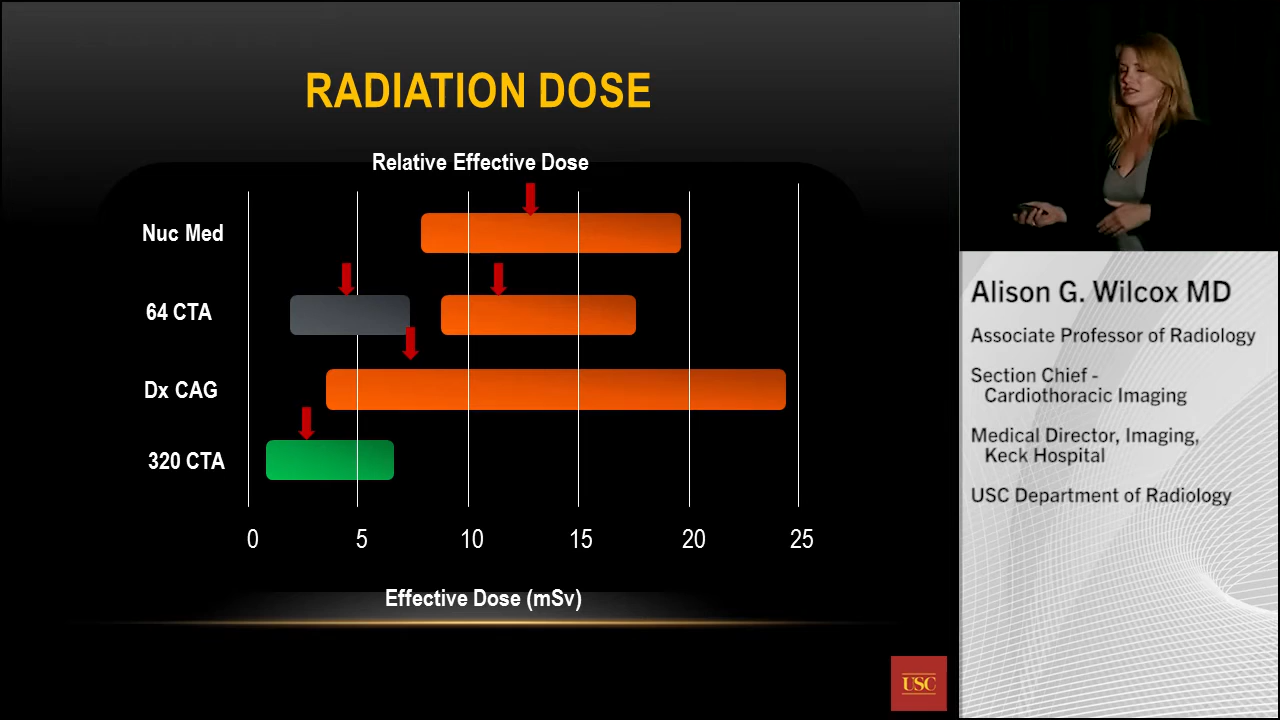 RADIATION DOSE
Relative Effective Dose
Nuc Med
64 CTA
Dx CAG
320 CTA
0 5 10 15 20 25
Effective Dose (mSv)
USC
Alison G. Wilcox MD
Associate Professor of Radiology
Section Chief -
Cardiothoracic Imaging
Medical Director, Imaging,
Keck Hospital
USC Department of Radiology